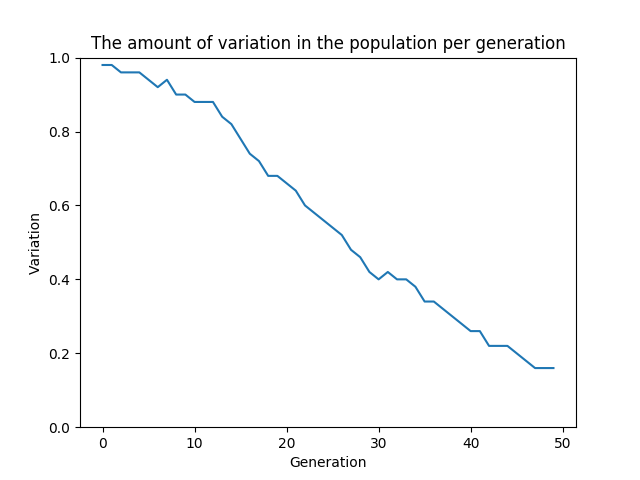 The amount of variation in the population per generation
1.0
0.8
0.6
0.4
0.2
0.0
Variation
0 10 20 30 40 50
Generation